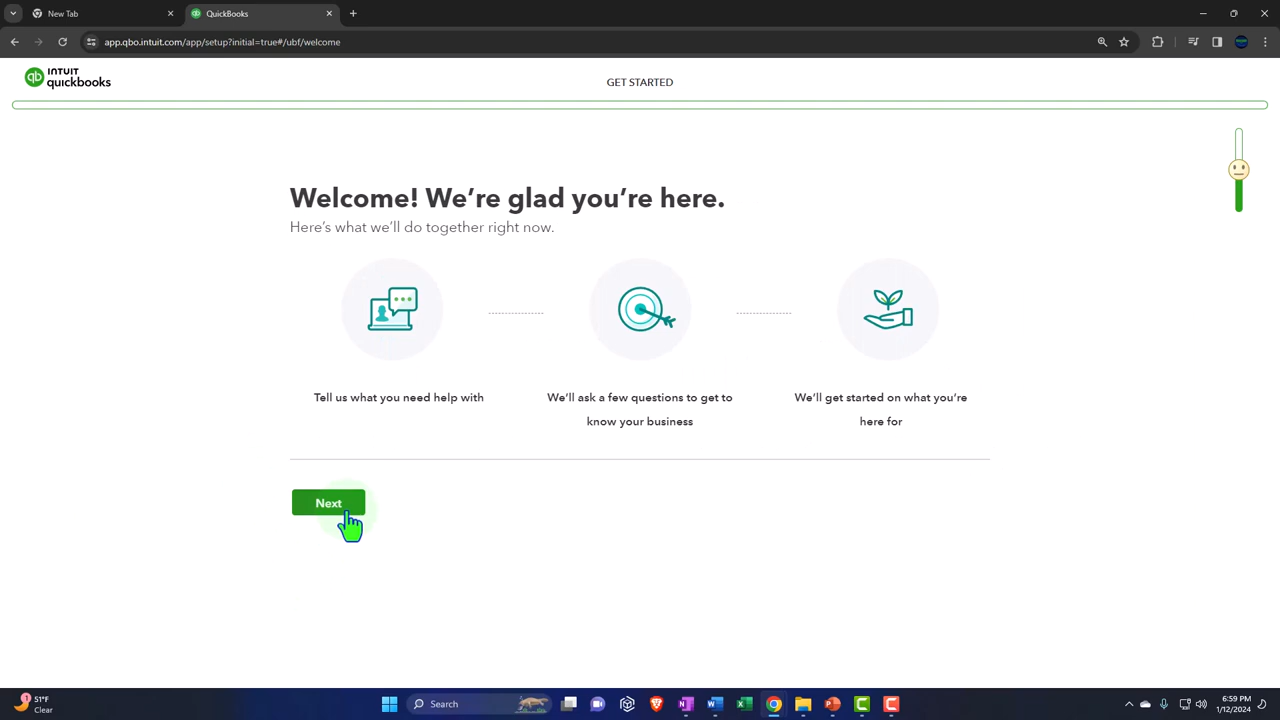 New Tab
QuickBooks
app.qbo.intuit.com/app/setup?initial=true#/ubf/welcome
qb INTUIT
quickbooks
GET STARTED
Welcome! We're glad you're here.
Here's what we'll do together right now.
Tell us what you need help with
We'll ask a few questions to get to
know your business
We'll get started on what you're
here for
Next
1
51°F
Clear
Search
6:59 PM
1/12/2024